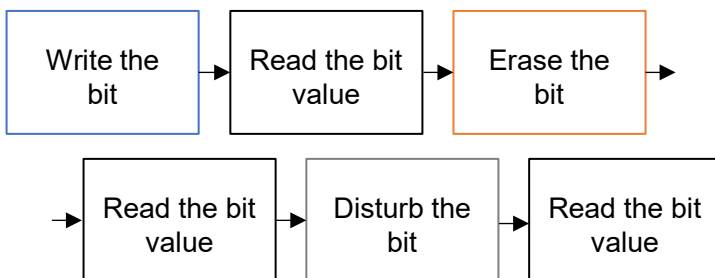 Write the
bit
Read the bit
value
Erase the
bit
Read the bit
value
Disturb the
bit
Read the bit
value